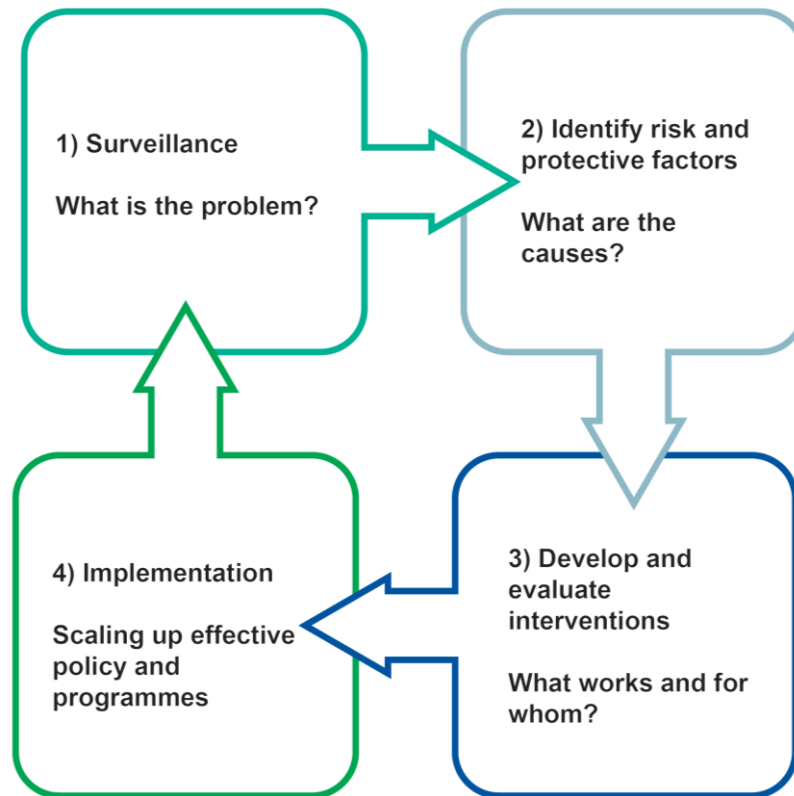 1) Surveillance
What is the problem?
2) Identify risk and
protective factors
What are the
causes?
3) Develop and
evaluate
interventions
What works and for
whom?
4) Implementation
Scaling up effective
policy and
programmes